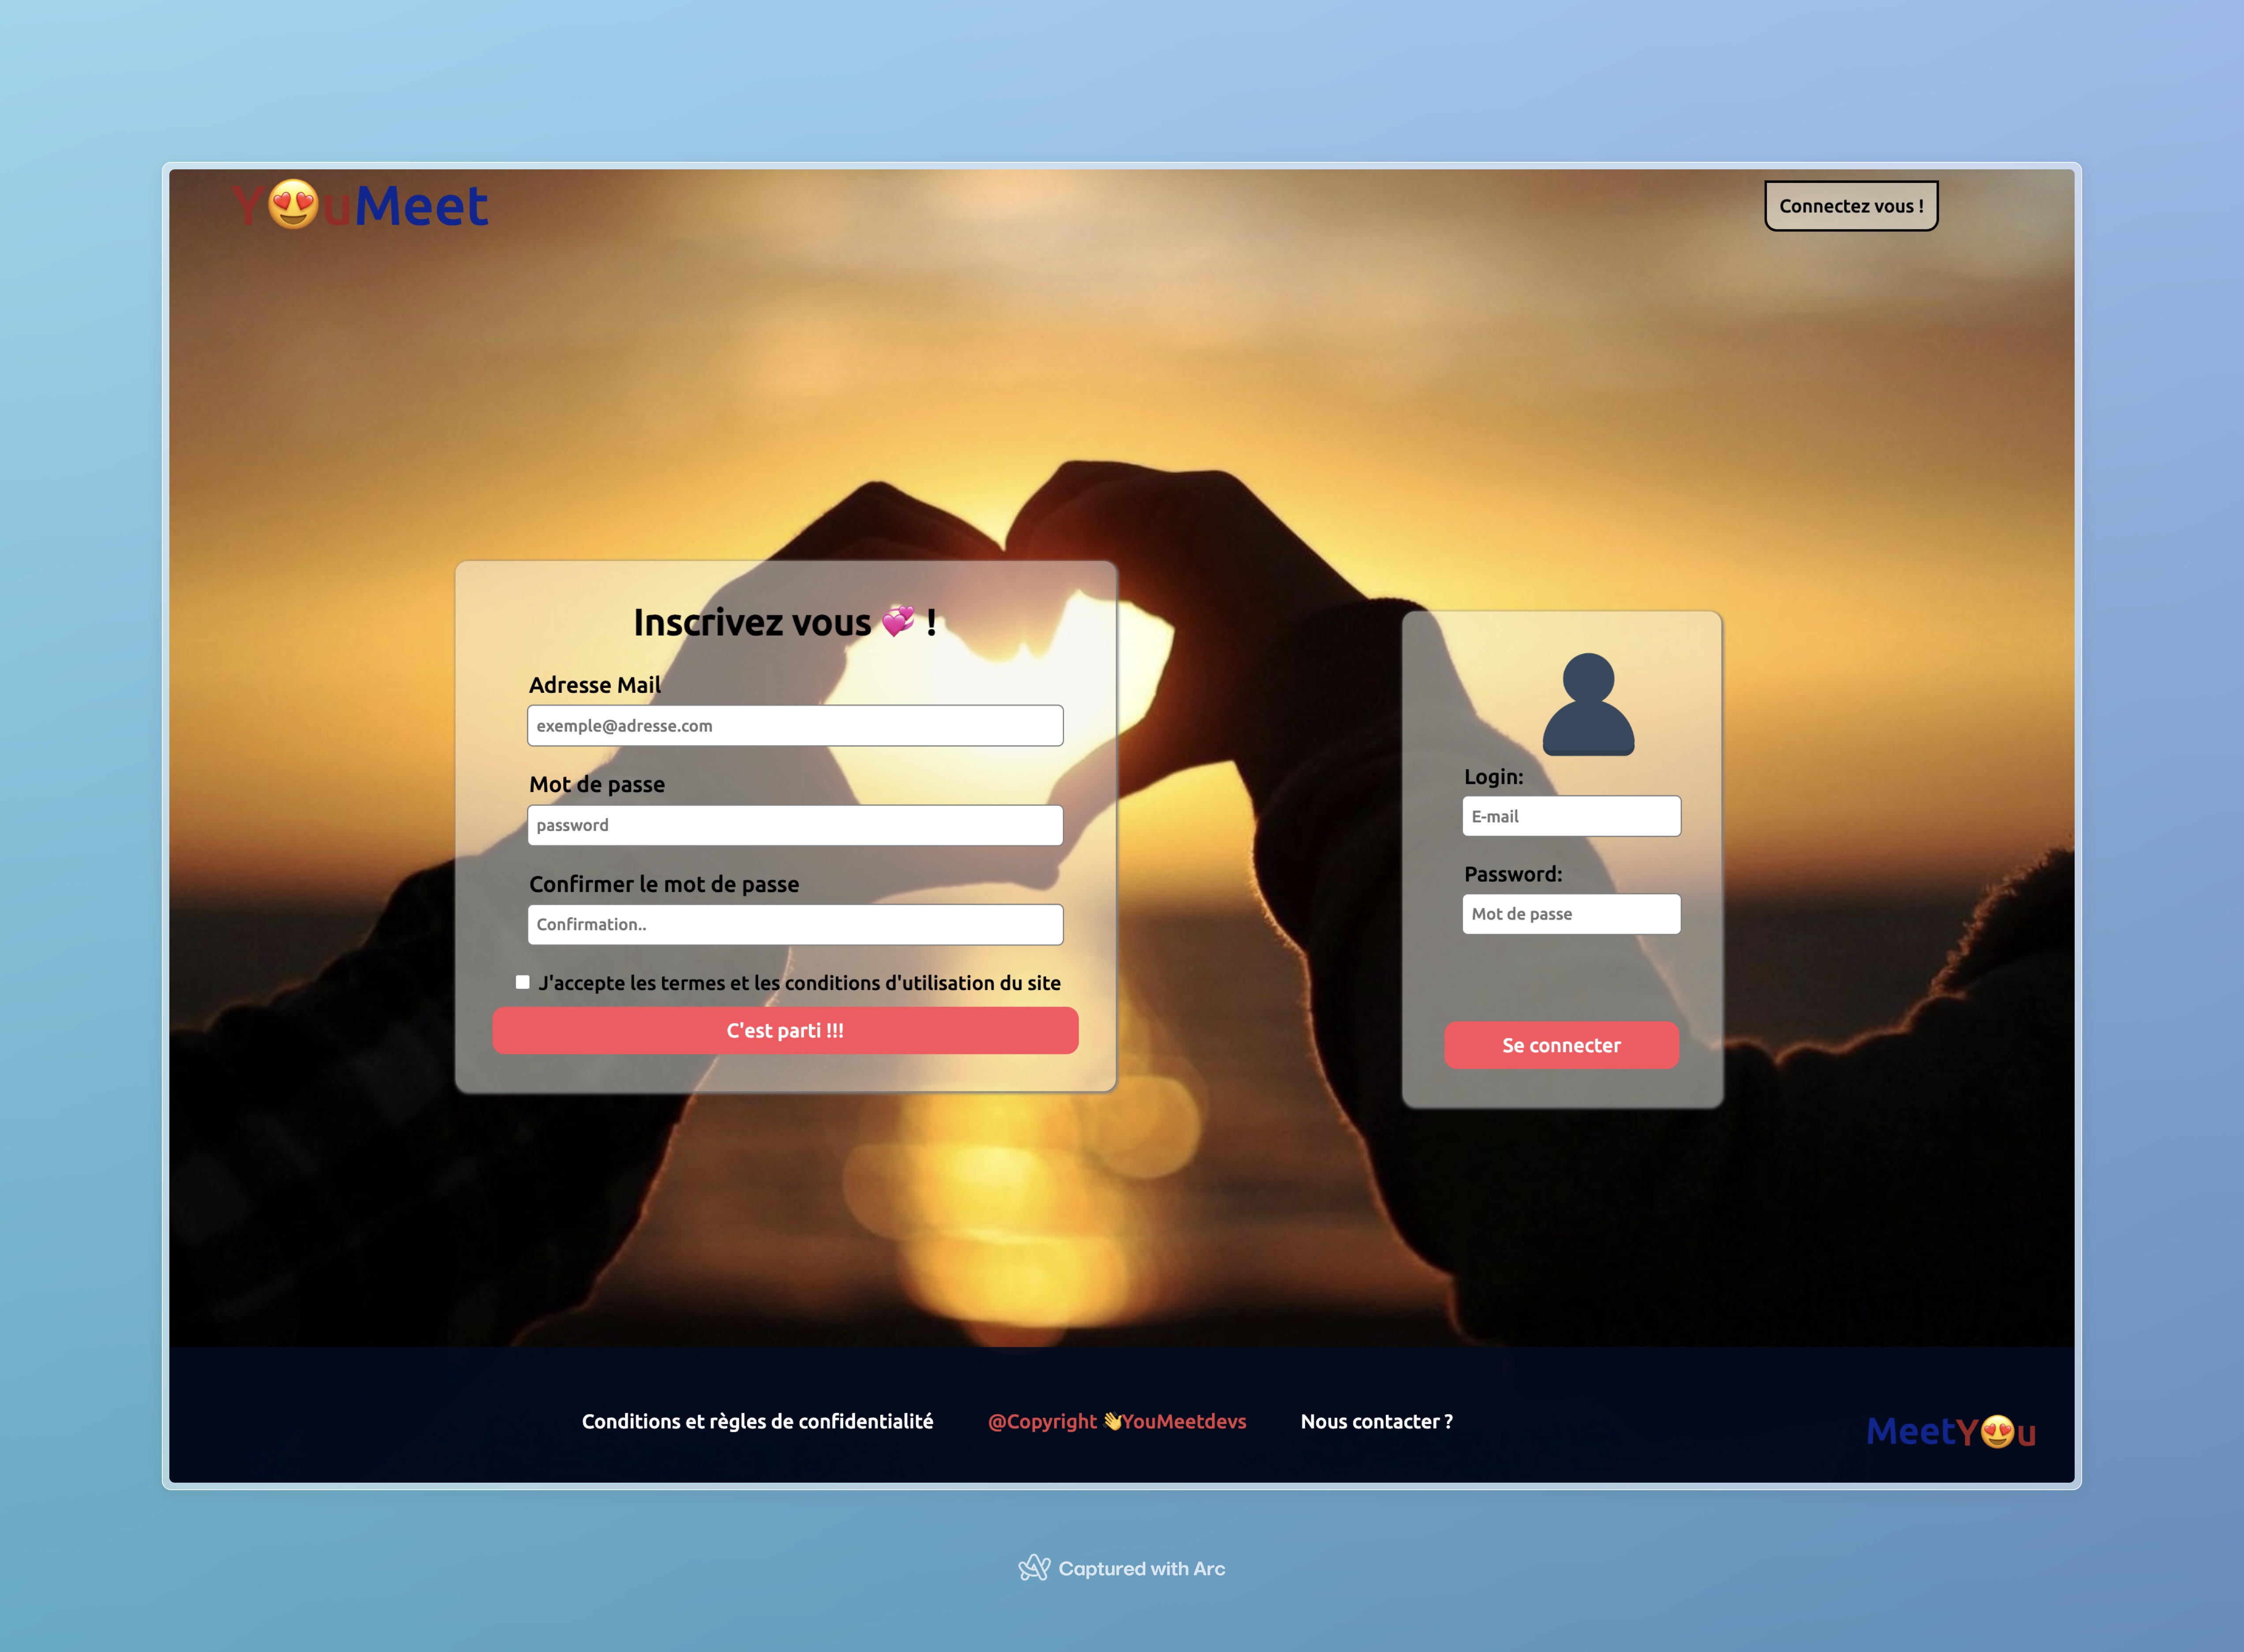 Y😍uMeet
Connectez vous !
Inscrivez vous 💞 !
Adresse Mail
exemple@adresse.com
Mot de passe
password
Confirmer le mot de passe
Confirmation..
J'accepte les termes et les conditions d'utilisation du site
C'est parti !!!
Login:
E-mail
Password:
Mot de passe
Se connecter
Conditions et règles de confidentialité
@Copyright 👋YouMeetdevs
Nous contacter ?
MeetY😍u
Captured with Arc